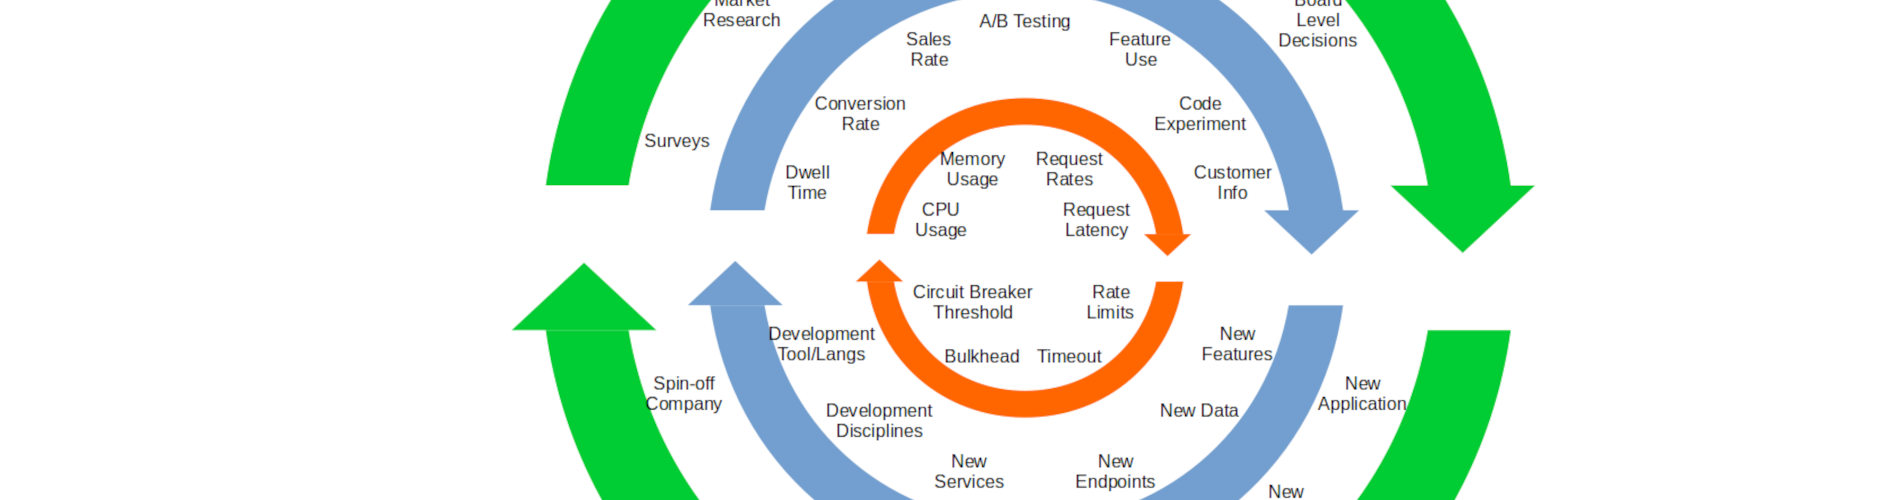 Market
Research
Board
Level
Decisions
A/B Testing
Sales
Rate
Feature
Use
Conversion
Rate
Code
Experiment
Surveys
Memory
Usage
Request
Rates
Dwell
Time
Customer
Info
CPU
Usage
Request
Latency
Circuit Breaker
Threshold
Rate
Limits
Development
Tool/Langs
New
Features
Bulkhead
Timeout
Spin-off
Company
New
Application
Development
Disciplines
New Data
New
Services
New
Endpoints
New